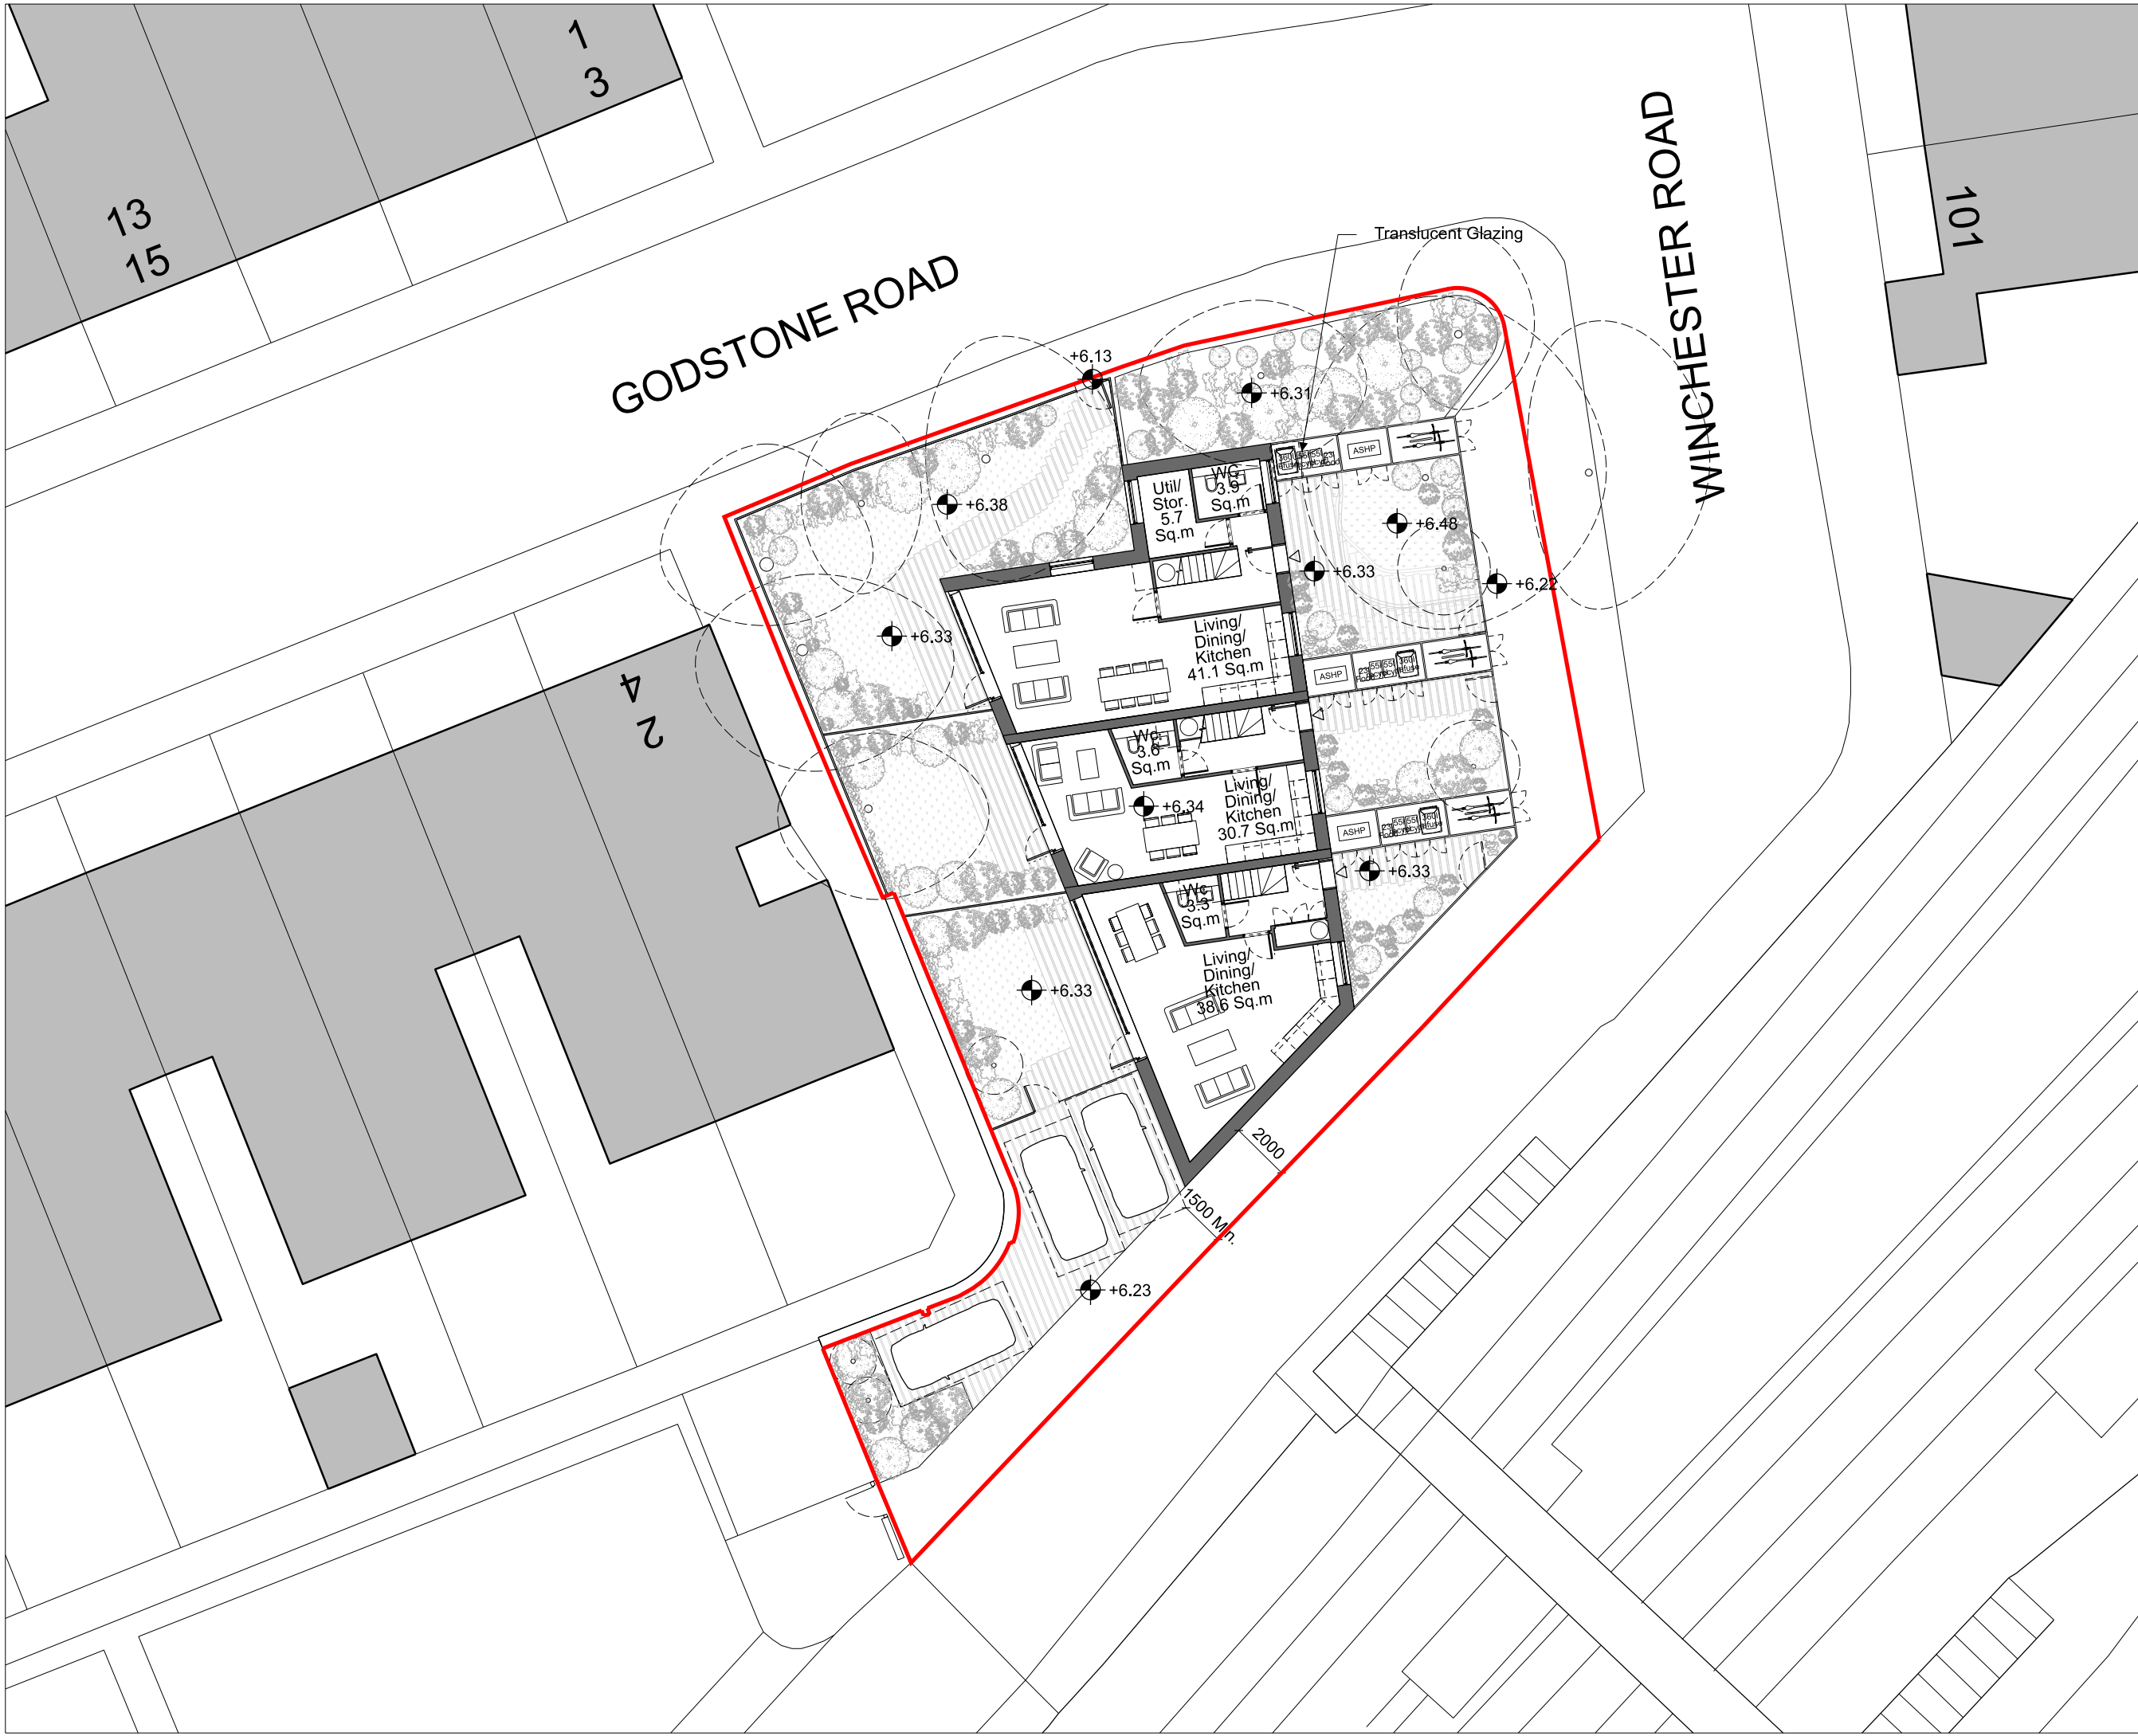 1
3
13
15
GODSTONE ROAD
WINCHESTER ROAD
101
Translucent Glazing
+6.13
+6.31
+6.38
+6.48
+6.33
+6.22
+6.33
ASHP
WC
3.9
Sq.m
Util/
Stor.
5.7
Sq.m
Living/
Dining/
Kitchen
41.1 Sq.m
4
2
ASHP
Wc
3.6
Sq.m
+6.34
Living/
Dining/
Kitchen
30.7 Sq.m
ASHP
+6.33
Wc
3.3
Sq.m
Living/
Dining/
Kitchen
38.6 Sq.m
+6.33
2000
1500 Min.
+6.23